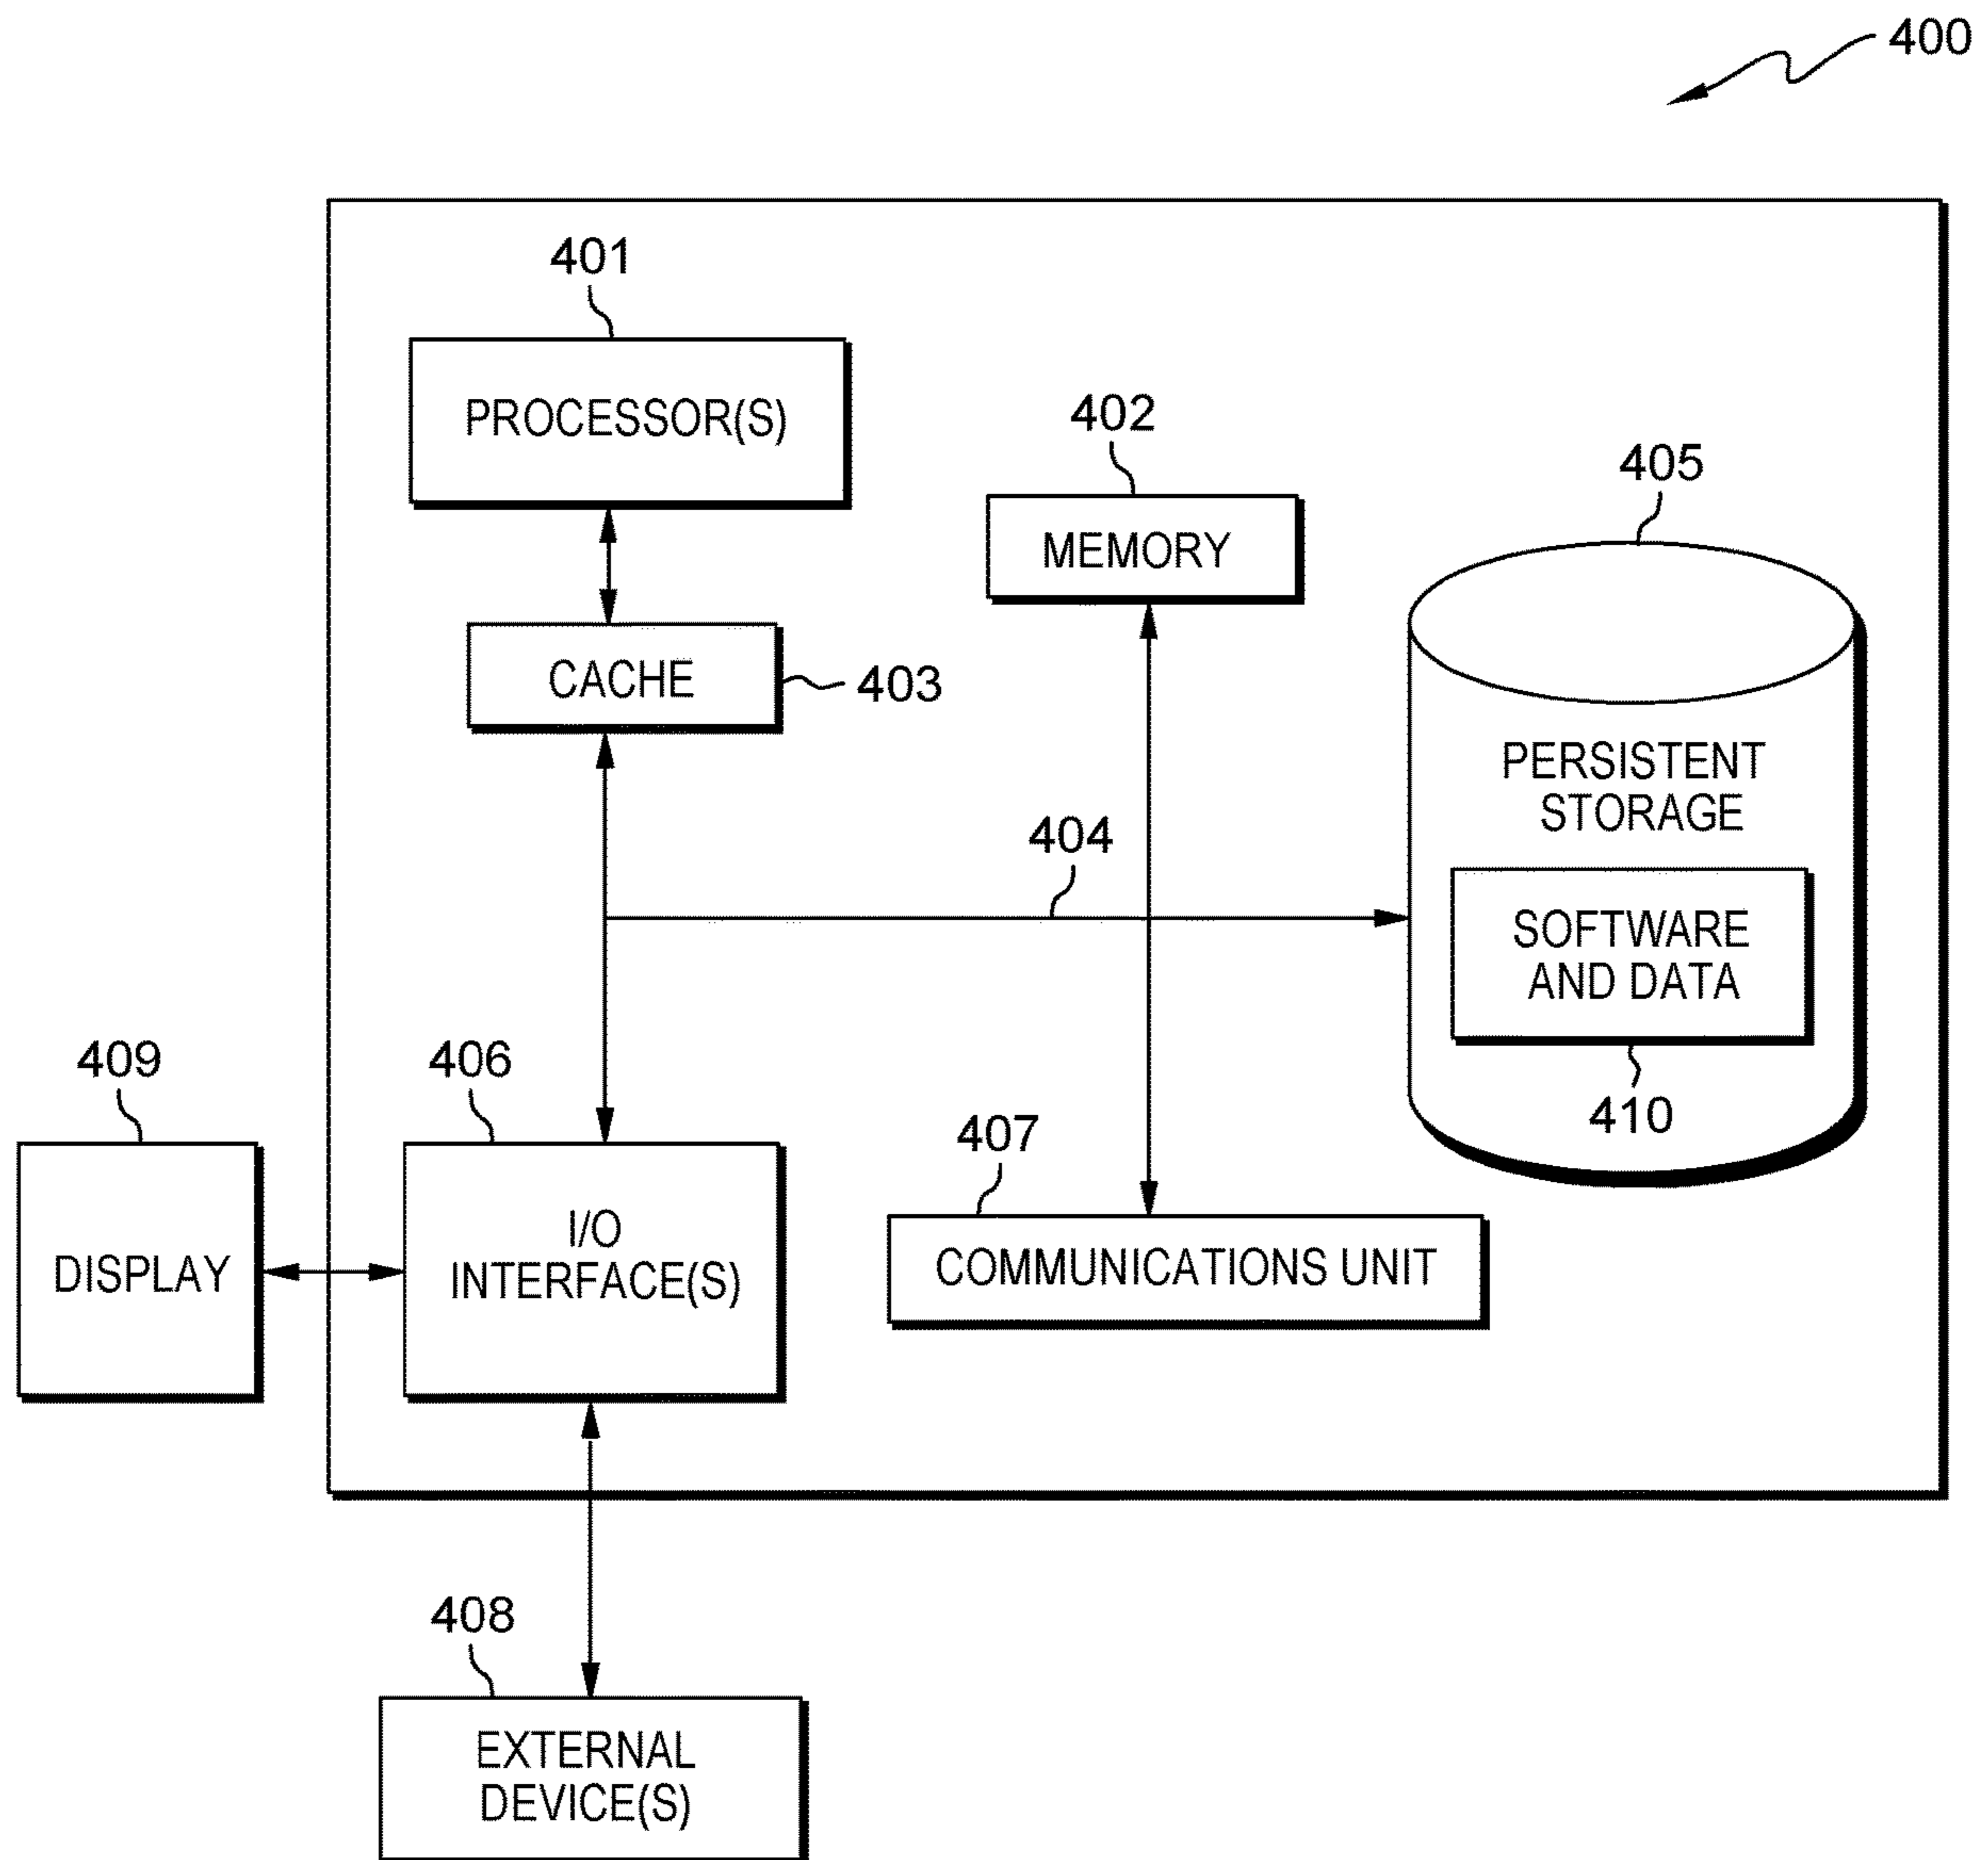 400
401
PROCESSOR(S)
402
MEMORY
405
CACHE
403
PERSISTENT
STORAGE
404
SOFTWARE
AND DATA
410
409
DISPLAY
406
I/O
INTERFACE(S)
407
COMMUNICATIONS UNIT
408
EXTERNAL
DEVICE(S)